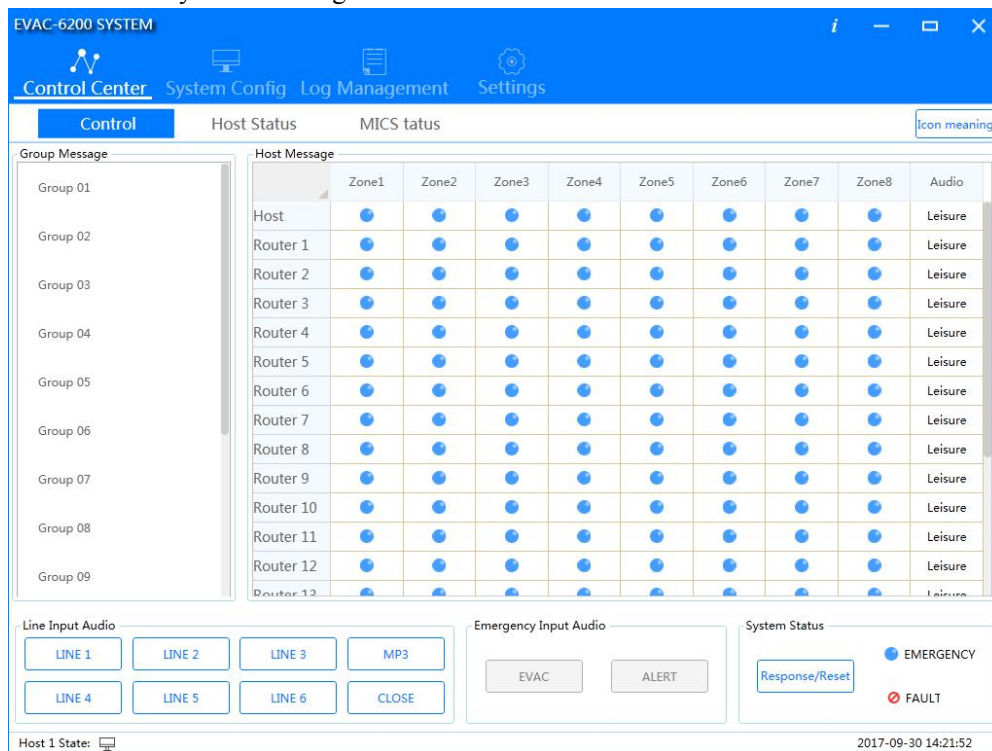 EVAC-6200 SYSTEM i
Control Center System Config Log Management Settings
Control Host Status MICS tatus Icon meaning
Group Message
Group 01
Group 02
Group 03
Group 04
Group 05
Group 06
Group 07
Group 08
Group 09
Host Message
Zone1 Zone2 Zone3 Zone4 Zone5 Zone6 Zone7 Zone8 Audio
Host Leisure
Router 1 Leisure
Router 2 Leisure
Router 3 Leisure
Router 4 Leisure
Router 5 Leisure
Router 6 Leisure
Router 7 Leisure
Router 8 Leisure
Router 9 Leisure
Router 10 Leisure
Router 11 Leisure
Router 12 Leisure
Router 13 Leisure
Line Input Audio
LINE 1 LINE 2 LINE 3 MP3
LINE 4 LINE 5 LINE 6 CLOSE
Emergency Input Audio
EVAC ALERT
System Status
Response/Reset
EMERGENCY
FAULT
Host 1 State: 2017-09-30 14:21:52